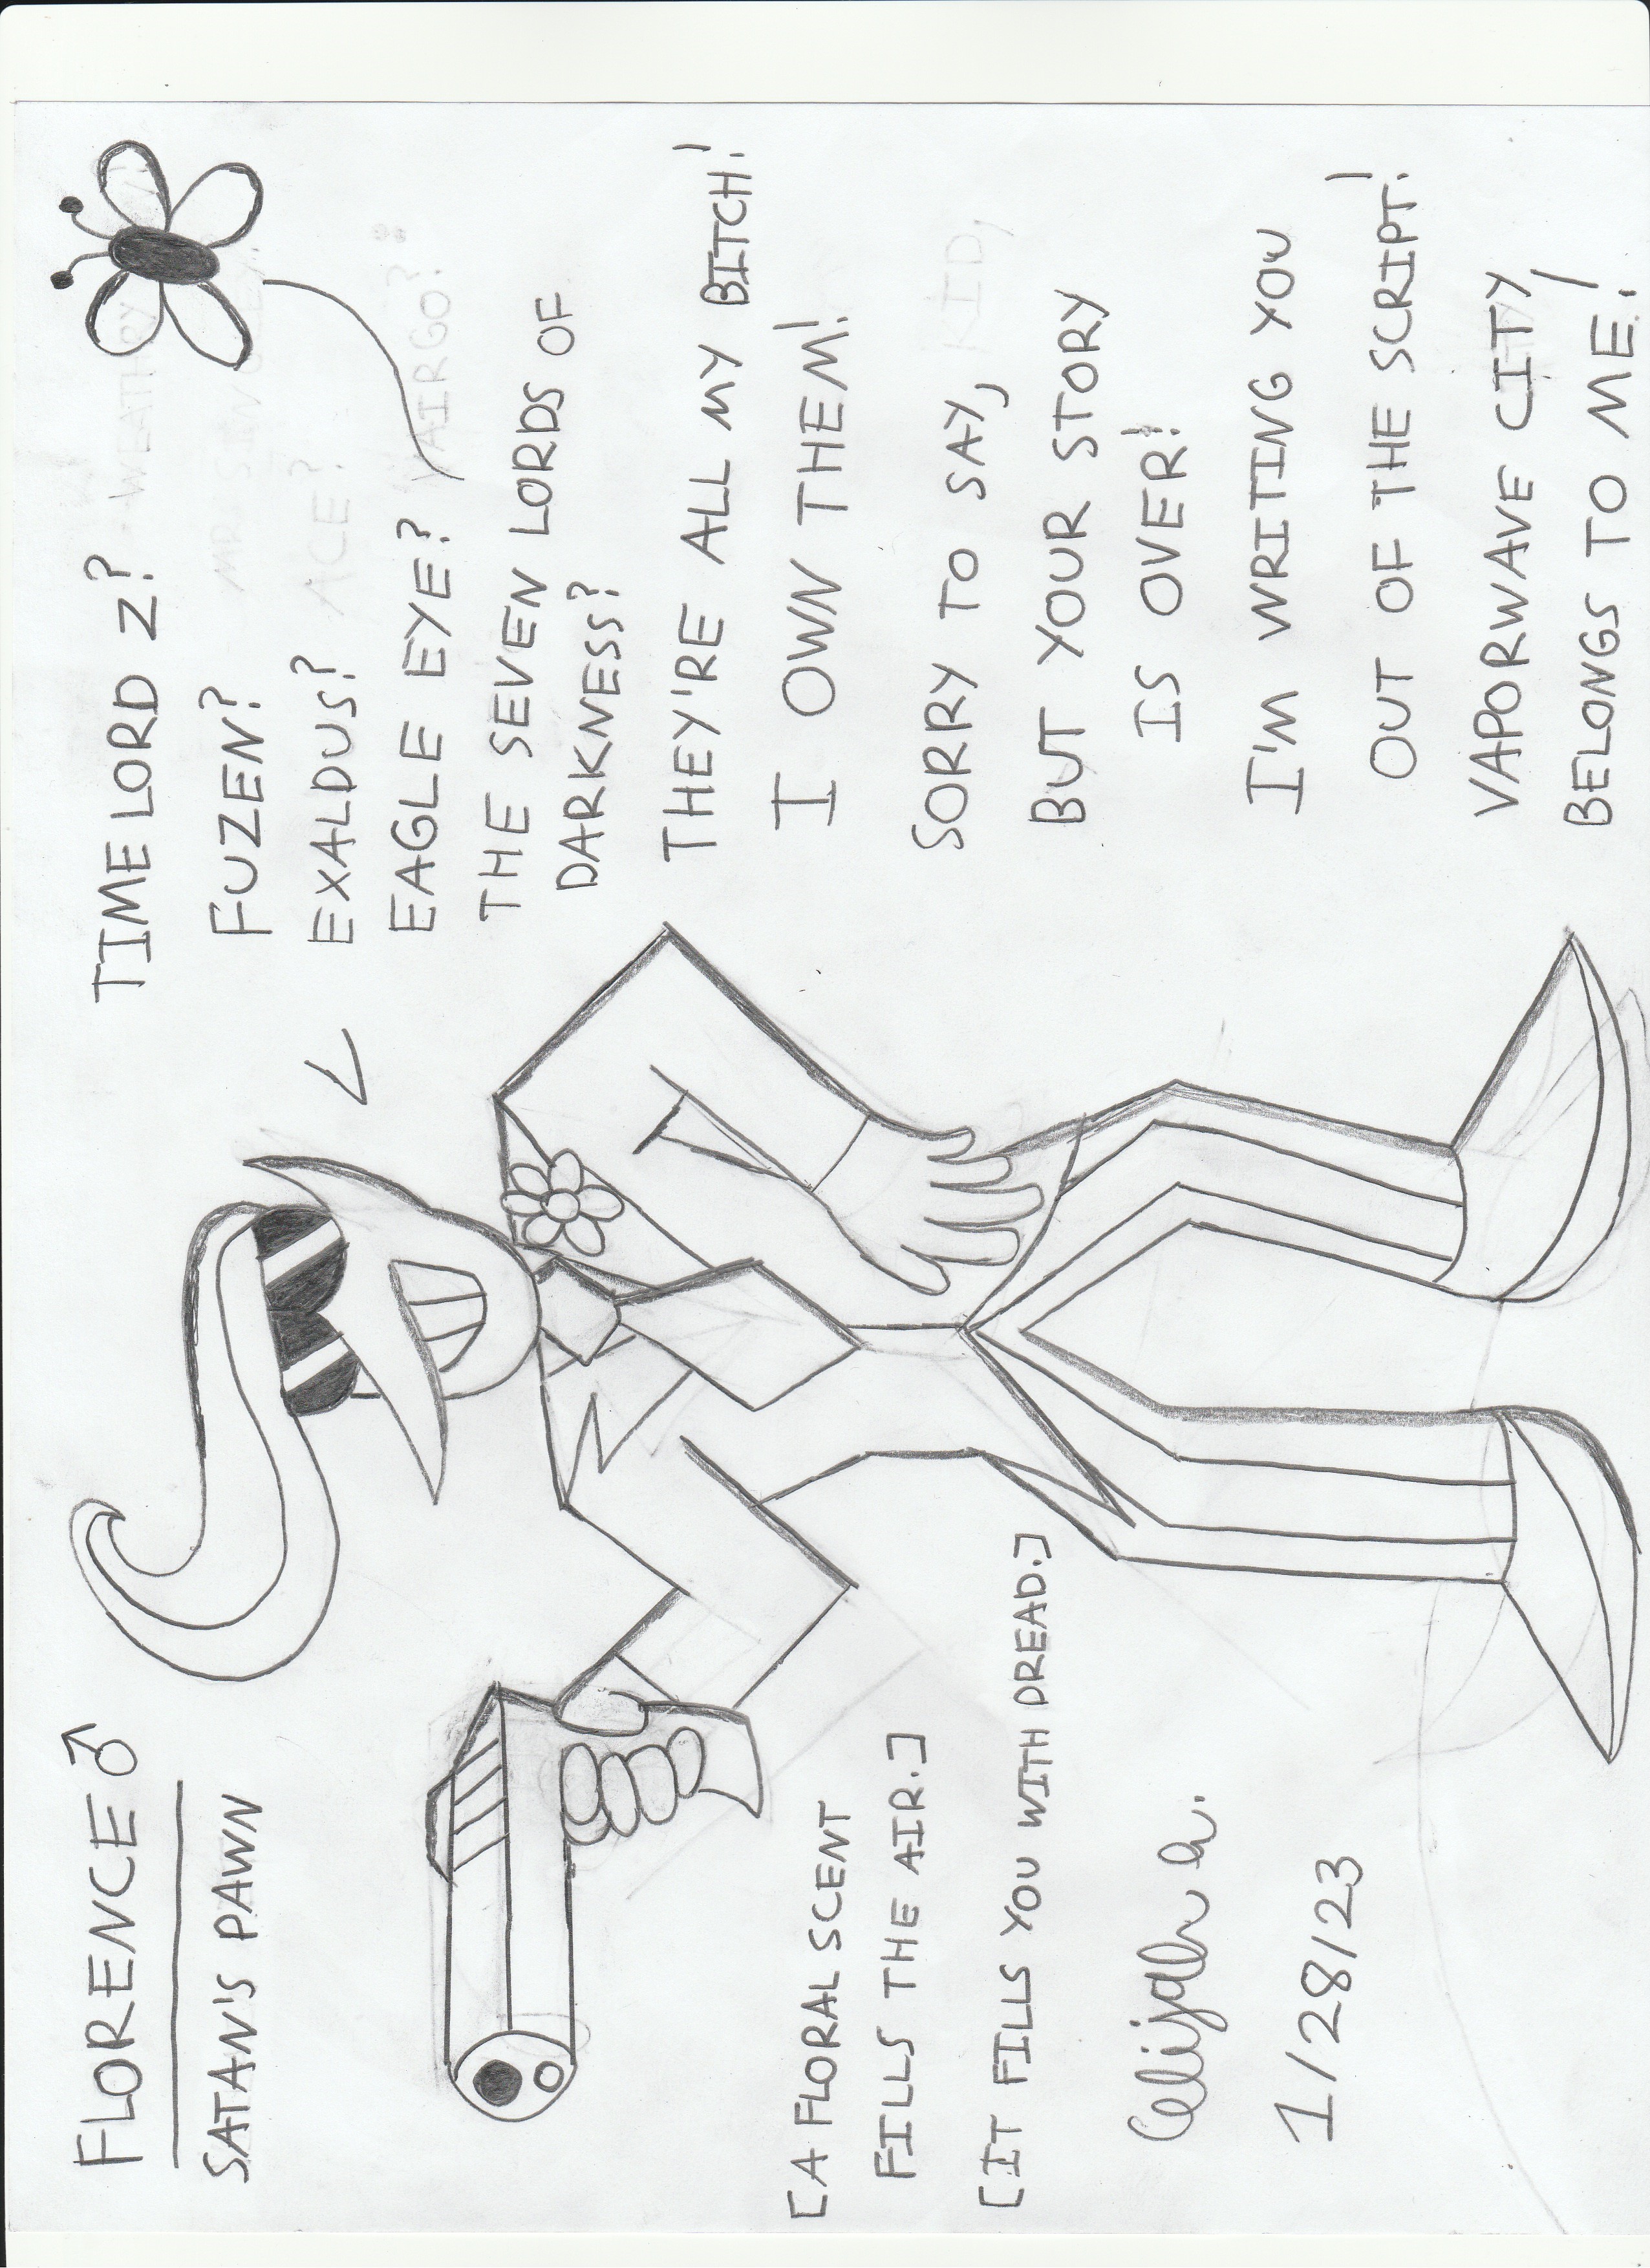 FLORENCE ♂
SATAN'S PAWN
TIME LORD Z?
FUZEN?
EXALDUS?
EAGLE EYE?
THE SEVEN LORDS OF
DARKNESS?
THEY'RE ALL MY BITCH!
I OWN THEM!
SORRY TO SAY,
BUT YOUR STORY
IS OVER!
I'M WRITING YOU
OUT OF THE SCRIPT!
VAPORWAVE CITY
BELONGS TO ME!
[A FLORAL SCENT
FILLS THE AIR.]
[IT FILLS YOU WITH DREAD.]
Elijah a.
1/28/23
ACE?
KID,